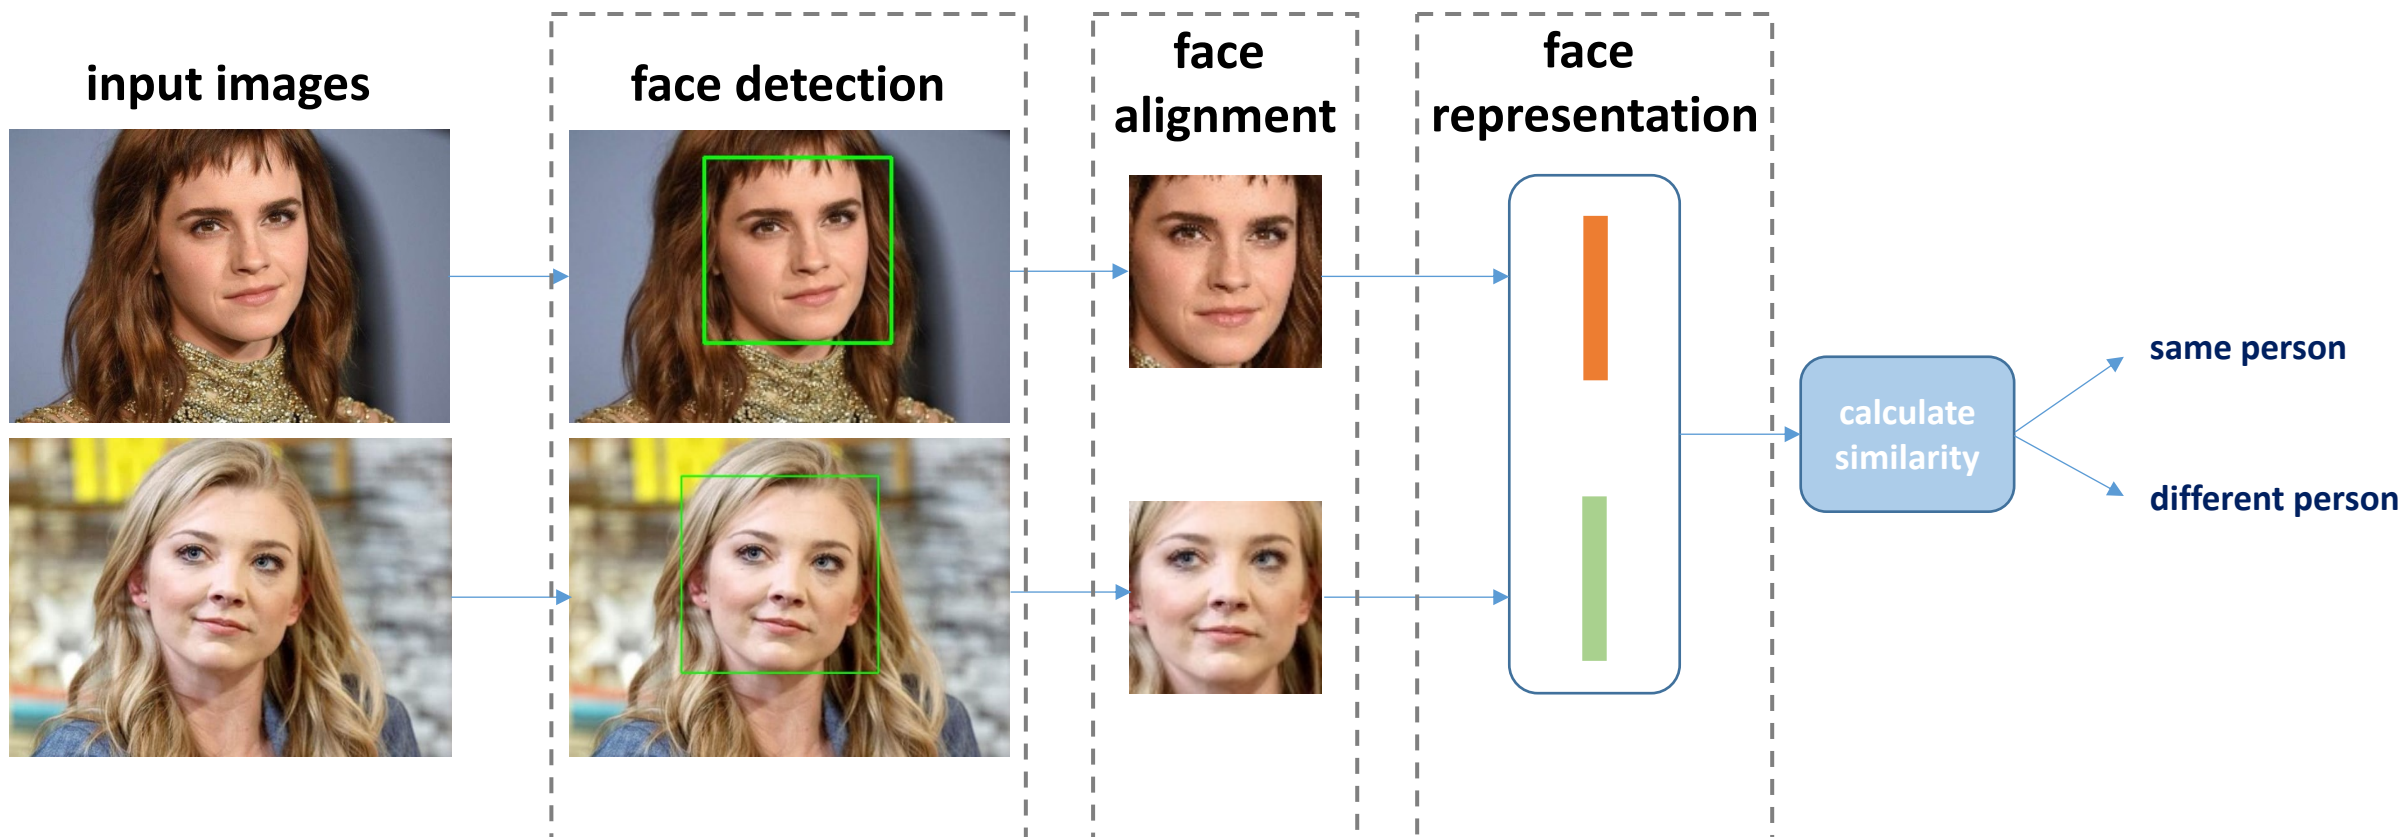 input images
face detection
face
alignment
face
representation
calculate
similarity
same person
different person